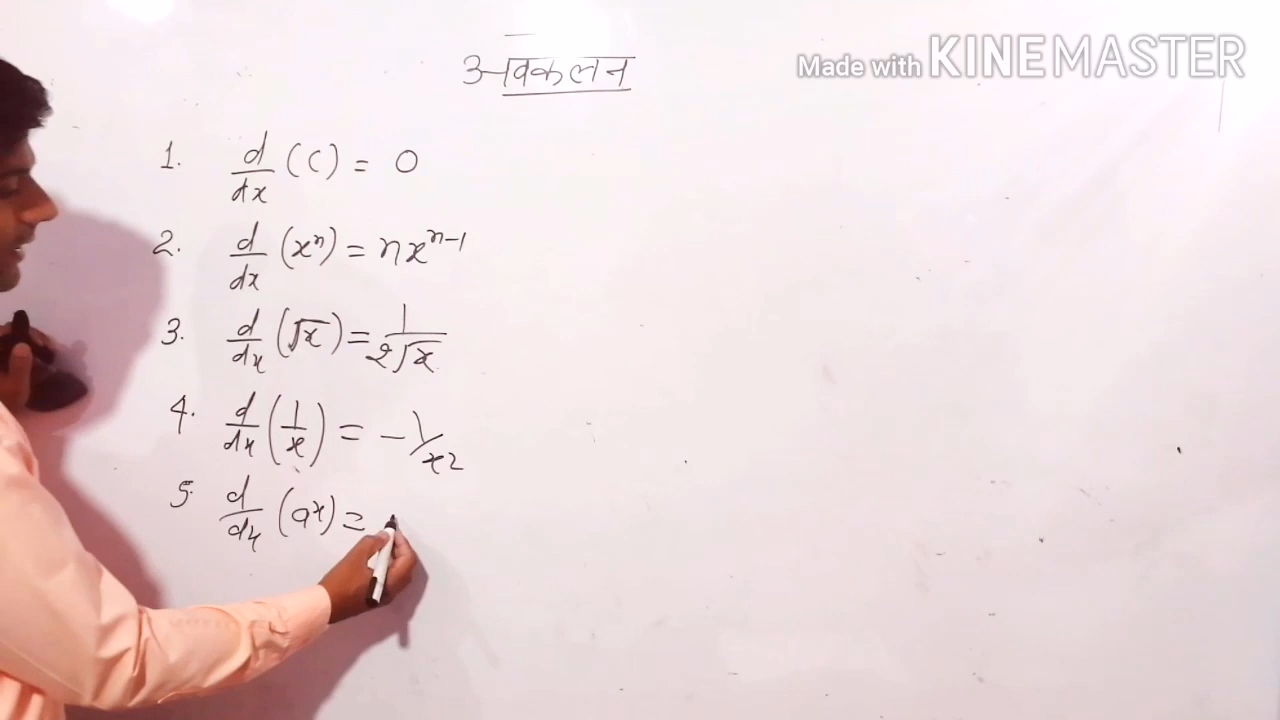 Made with KINEMASTER
अवकलन
1. d/dx (c) = 0
2. d/dx (xⁿ) = nxⁿ⁻¹
3. d/dx (√x) = 1/2√x
4. d/dx (1/x) = -1/x2
5. d/dx (aˣ) =